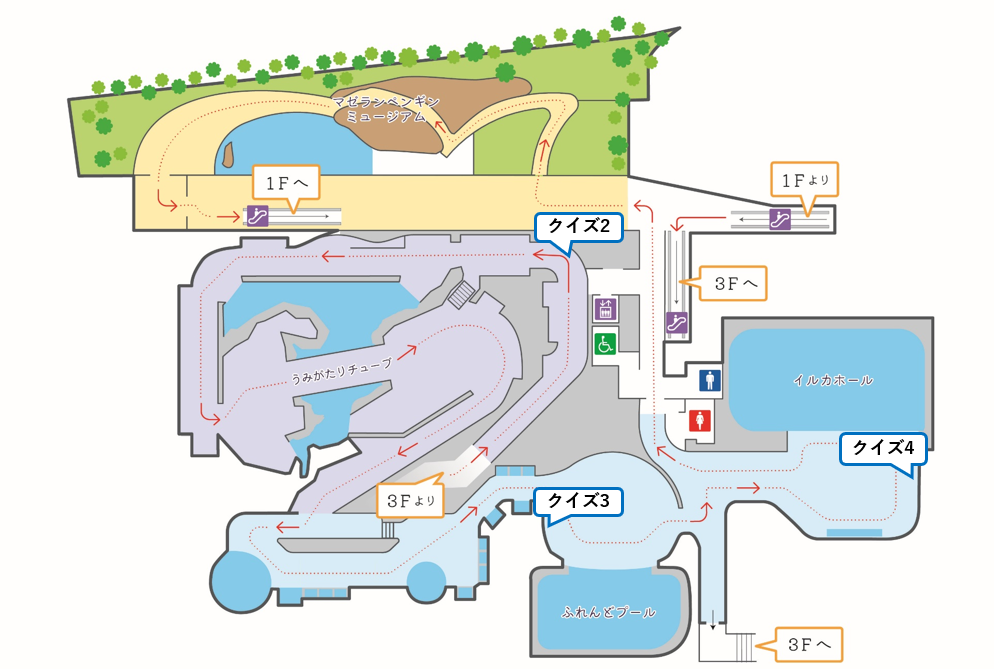 マゼランペンギン
ミュージアム
1Fへ
1Fより
クイズ2
3Fへ
うみがたりチューブ
イルカホール
クイズ4
3Fより
クイズ3
ふれんどプール
3Fへ